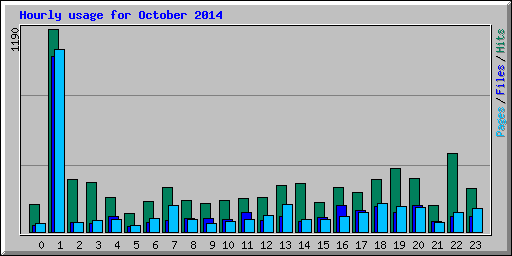 Hourly usage for October 2014
1190
Pages/Files/Hits
0 1 2 3 4 5 6 7 8 9 10 11 12 13 14 15 16 17 18 19 20 21 22 23